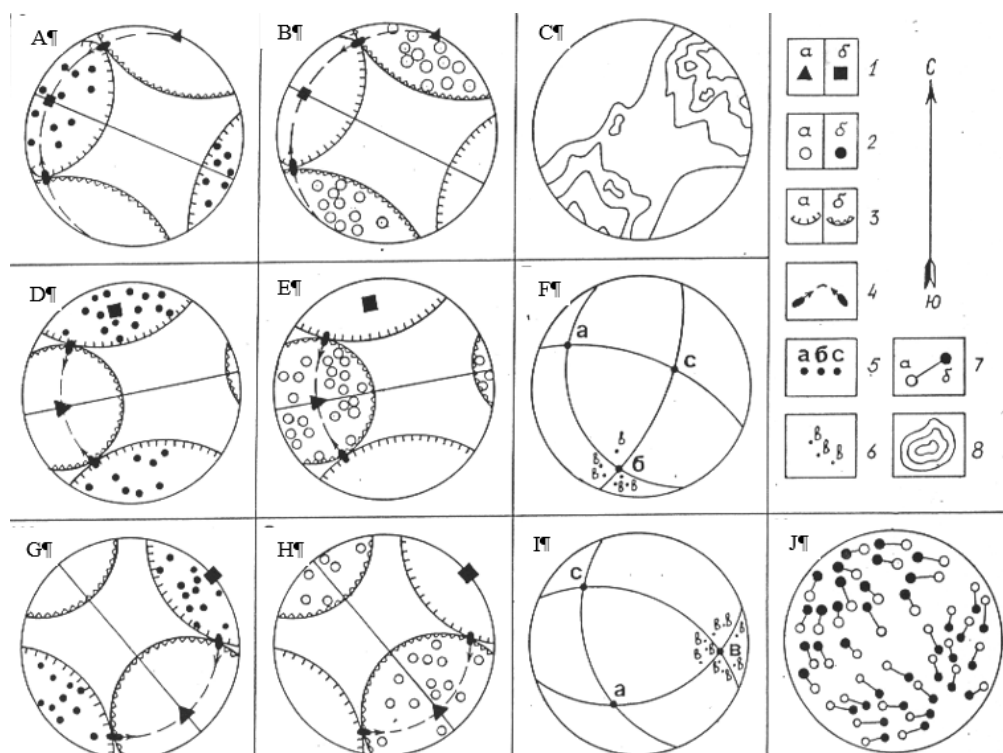 A¶ B¶ C¶
а б 1
С
а б 2
а б 3
D¶ E¶ F¶
а с б
4
Ю
а б с 5
а б 7
в в в в 6
8
G¶ H¶ I¶ J¶
с
в в в в в в в в
в
а